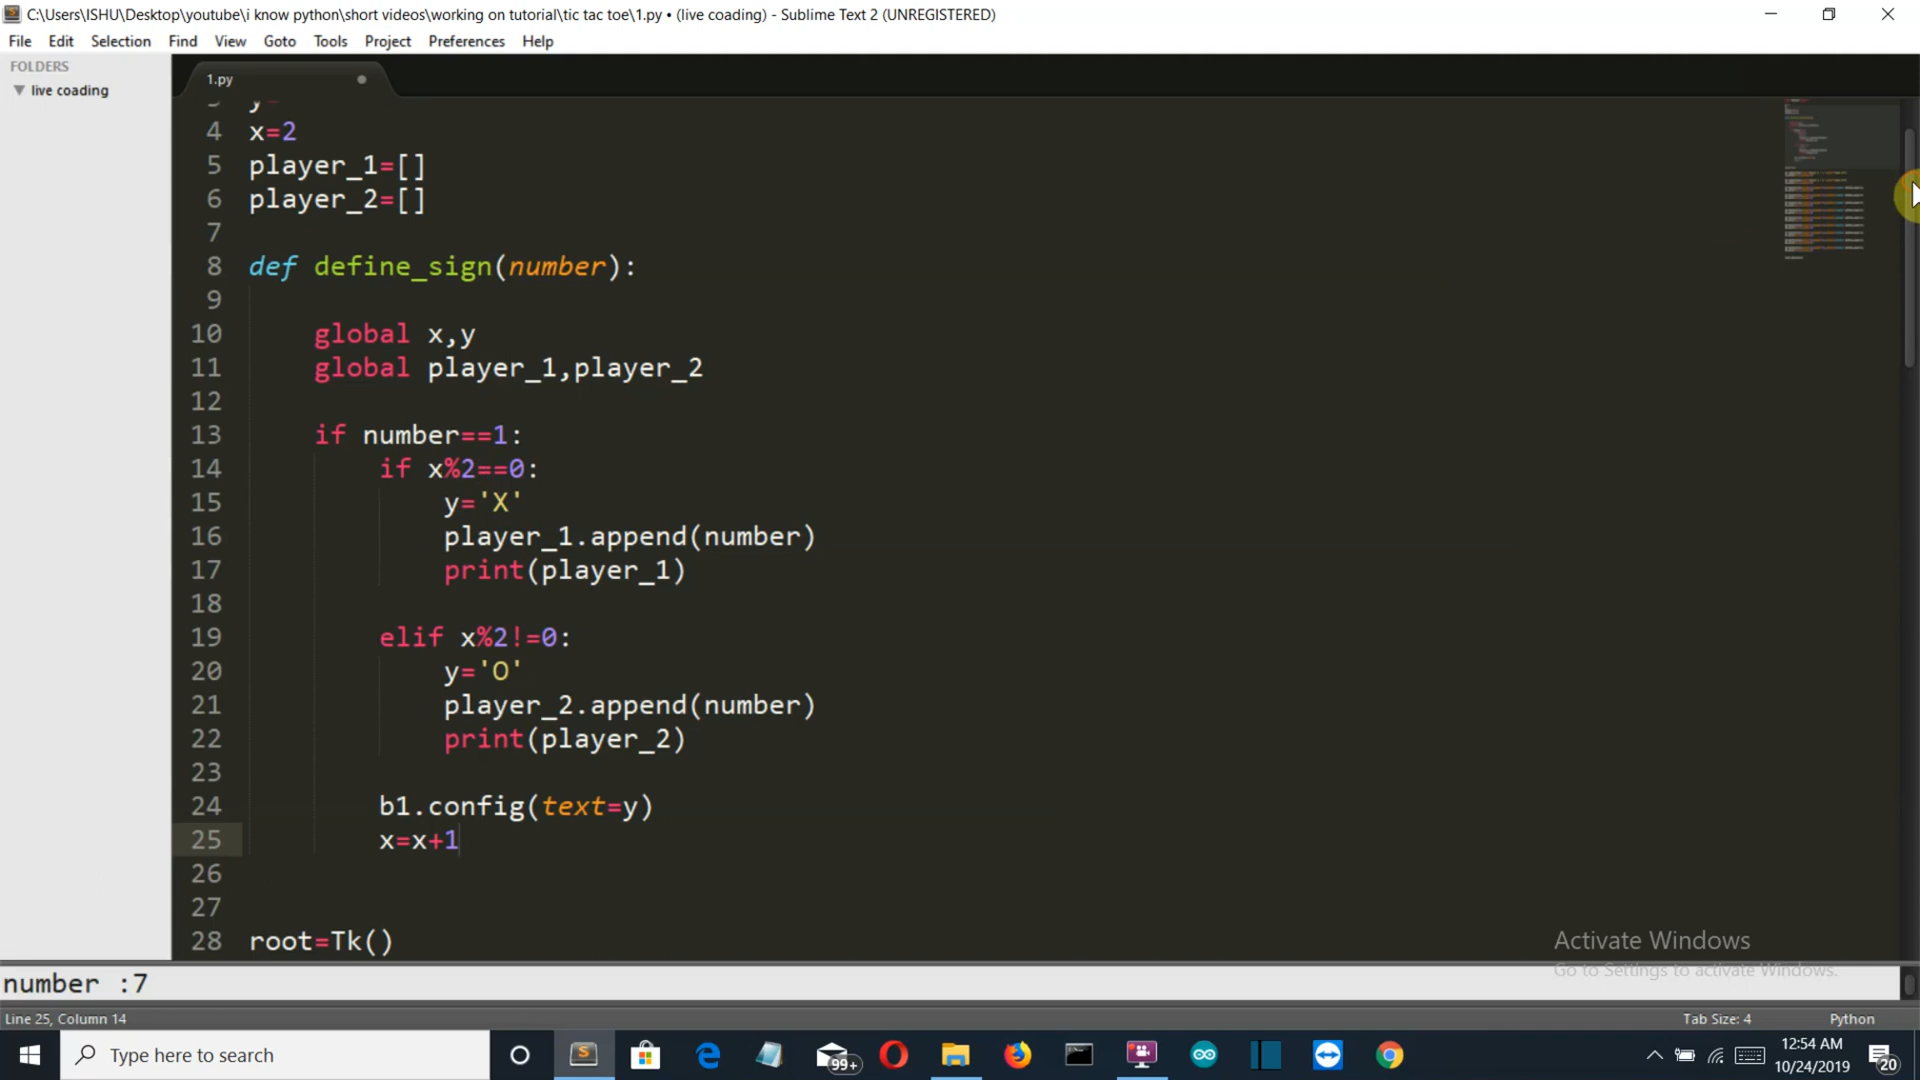 C:\Users\ISHU\Desktop\youtube\i know python\short videos\working on tutorial\tic tac toe\1.py • (live coading) - Sublime Text 2 (UNREGISTERED)
File Edit Selection Find View Goto Tools Project Preferences Help
FOLDERS
live coading
1.py
4 x=2
5 player_1=[]
6 player_2=[]
7
8 def define_sign(number):
9
10 global x,y
11 global player_1,player_2
12
13 if number==1:
14 if x%2==0:
15 y='X'
16 player_1.append(number)
17 print(player_1)
18
19 elif x%2!=0:
20 y='O'
21 player_2.append(number)
22 print(player_2)
23
24 b1.config(text=y)
25 x=x+1
26
27
28 root=Tk()
Activate Windows
Go to Settings to activate Windows.
number :7
Line 25, Column 14
Tab Size: 4 Python
Type here to search
99+
12:54 AM
10/24/2019
20